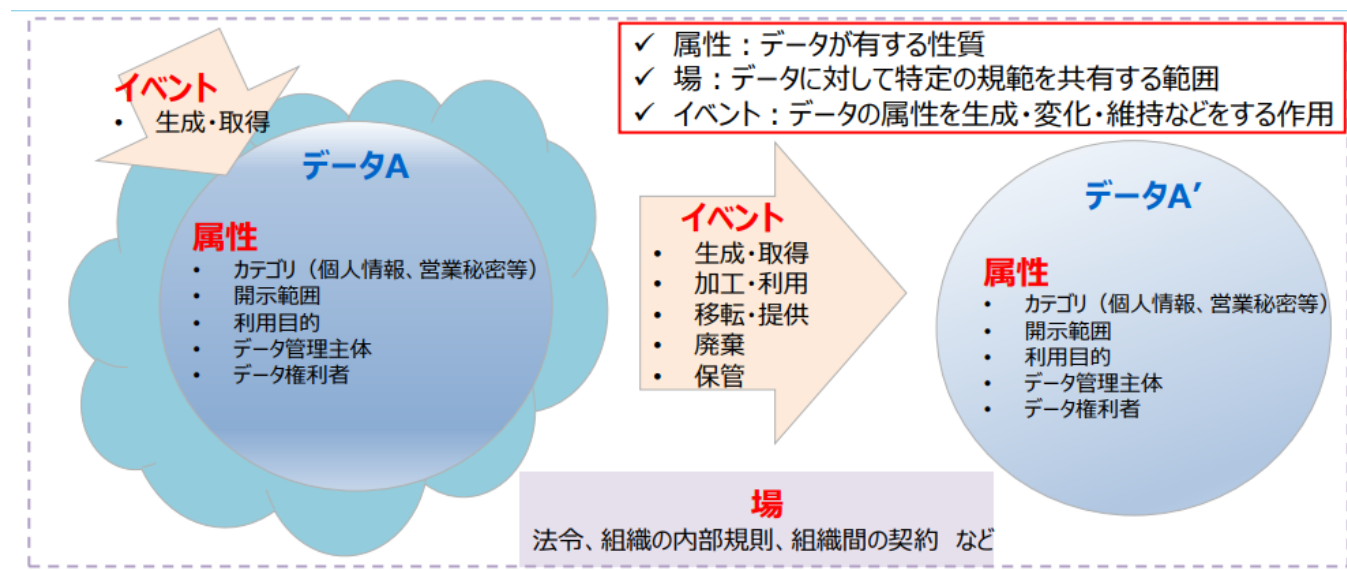 イベント
• 生成・取得
✓ 属性：データが有する性質
✓ 場：データに対して特定の規範を共有する範囲
✓ イベント：データの属性を生成・変化・維持などをする作用
データA
属性
• カテゴリ（個人情報、営業秘密等）
• 開示範囲
• 利用目的
• データ管理主体
• データ権利者
イベント
• 生成・取得
• 加工・利用
• 移転・提供
• 廃棄
• 保管
データA′
属性
• カテゴリ（個人情報、営業秘密等）
• 開示範囲
• 利用目的
• データ管理主体
• データ権利者
場
法令、組織の内部規則、組織間の契約 など